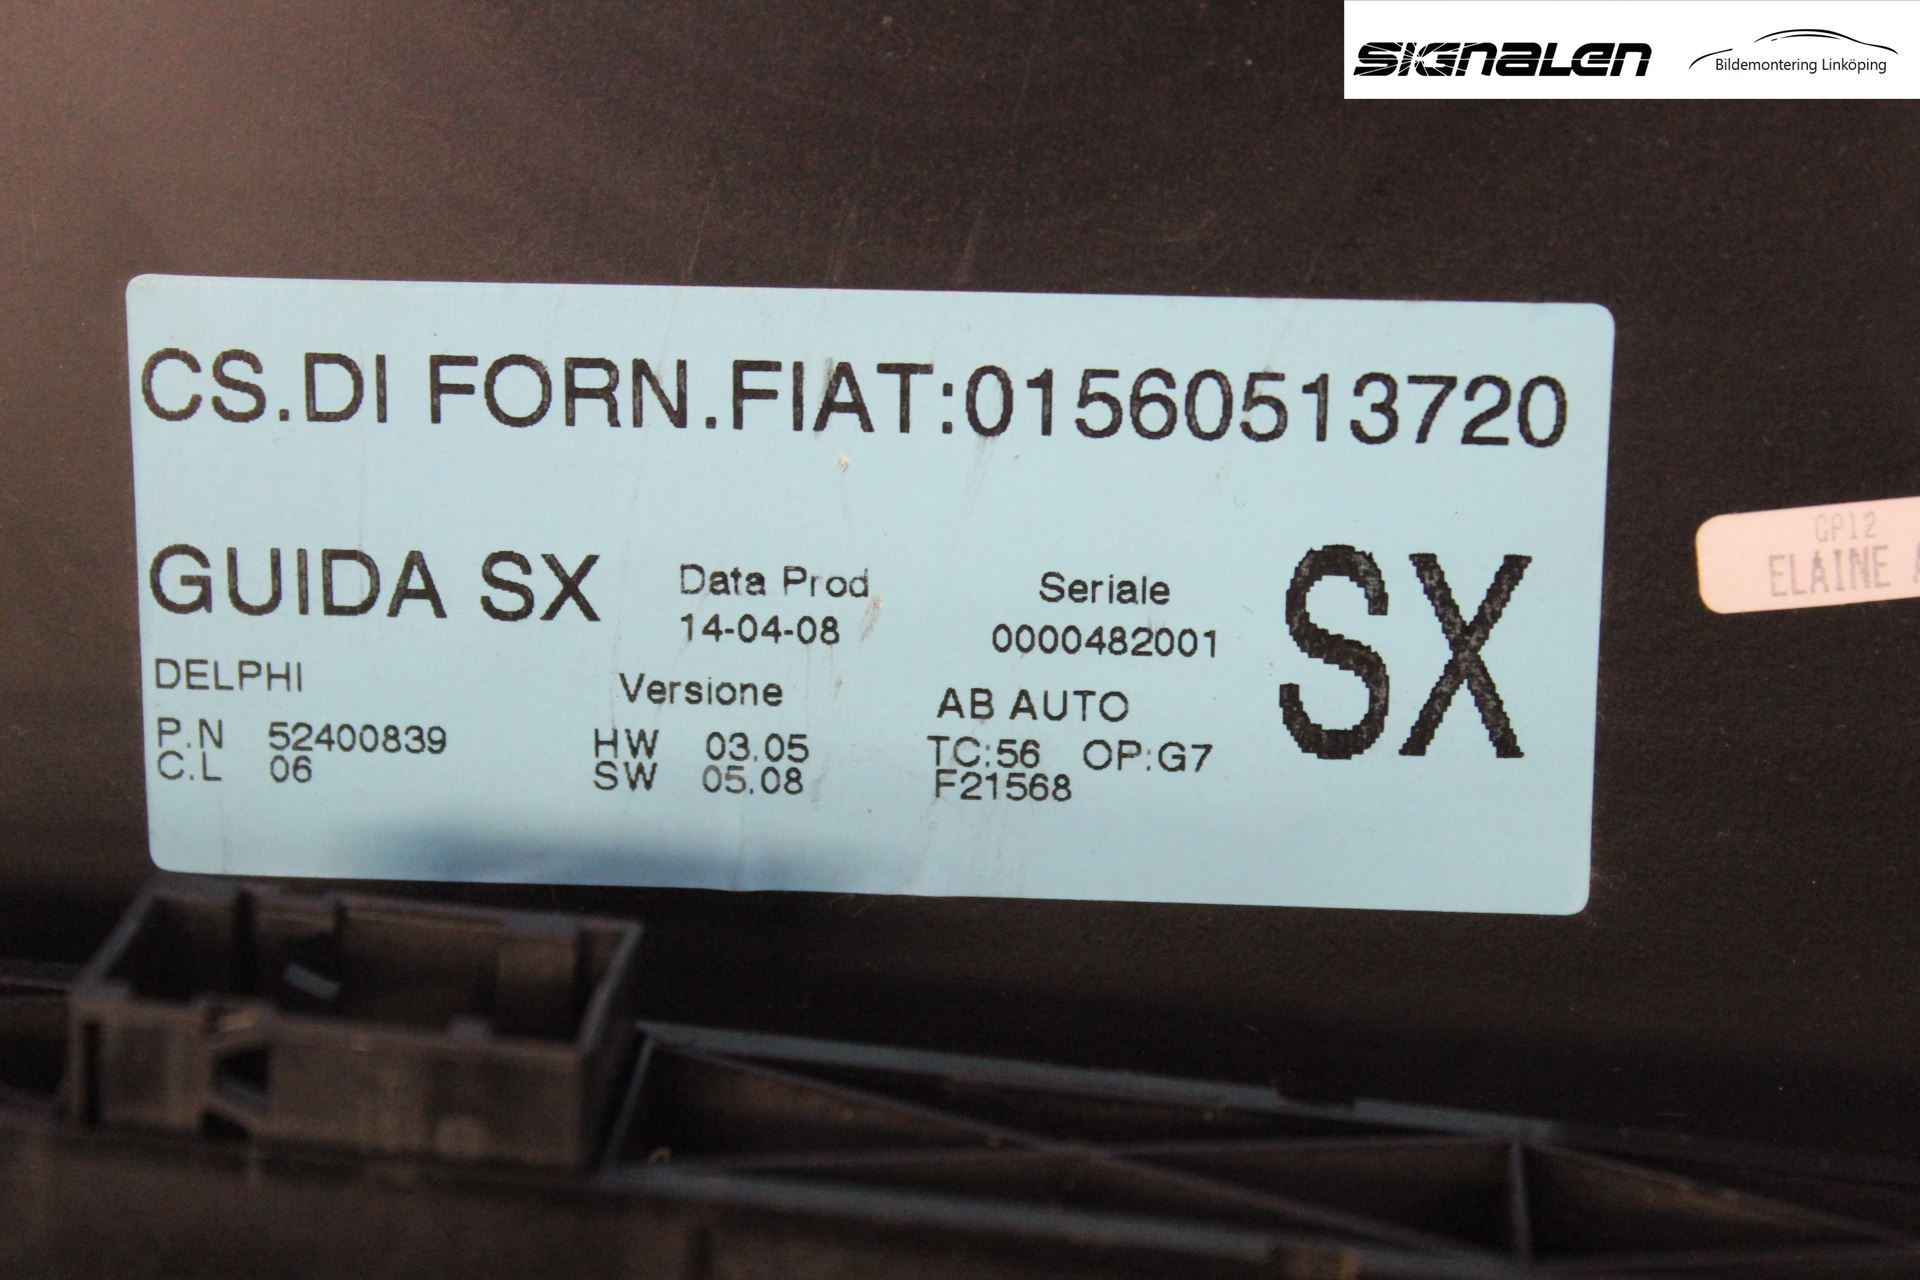 SIGNALEN
Bildemontering Linköping
CS.DI FORN.FIAT:01560513720
GUIDA SX
Data Prod
14-04-08
Seriale
0000482001
SX
DELPHI
P.N 52400839
C.L 06
Versione
HW 03.05
SW 05.08
AB AUTO
TC:56 OP:G7
F21568
GP12
ELAINE